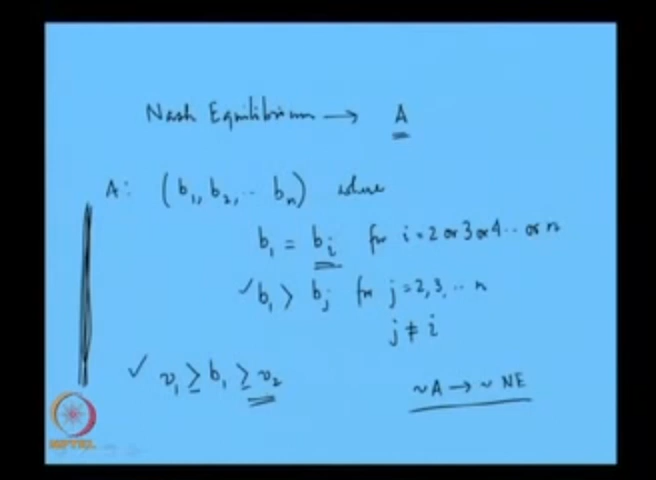 Nash Equilibrium → A
A: (b₁, b₂, .. bₙ) where
b₁ = bᵢ for i = 2 or 3 or 4 .. or n
✓ b₁ > bⱼ for j = 2, 3, .. n
j ≠ i
✓ v₁ ≥ b₁ ≥ v₂
~A → ~NE
NPTEL